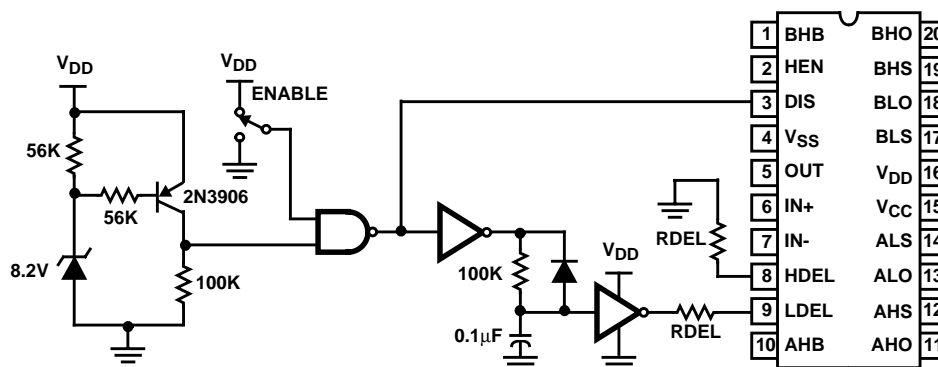 VDD
56K
56K
2N3906
8.2V
100K
VDD
ENABLE
100K
0.1µF
VDD
RDEL
RDEL
1 BHB
2 HEN
3 DIS
4 VSS
5 OUT
6 IN+
7 IN-
8 HDEL
9 LDEL
10 AHB
BHO 20
BHS 19
BLO 18
BLS 17
VDD 16
VCC 15
ALS 14
ALO 13
AHS 12
AHO 11